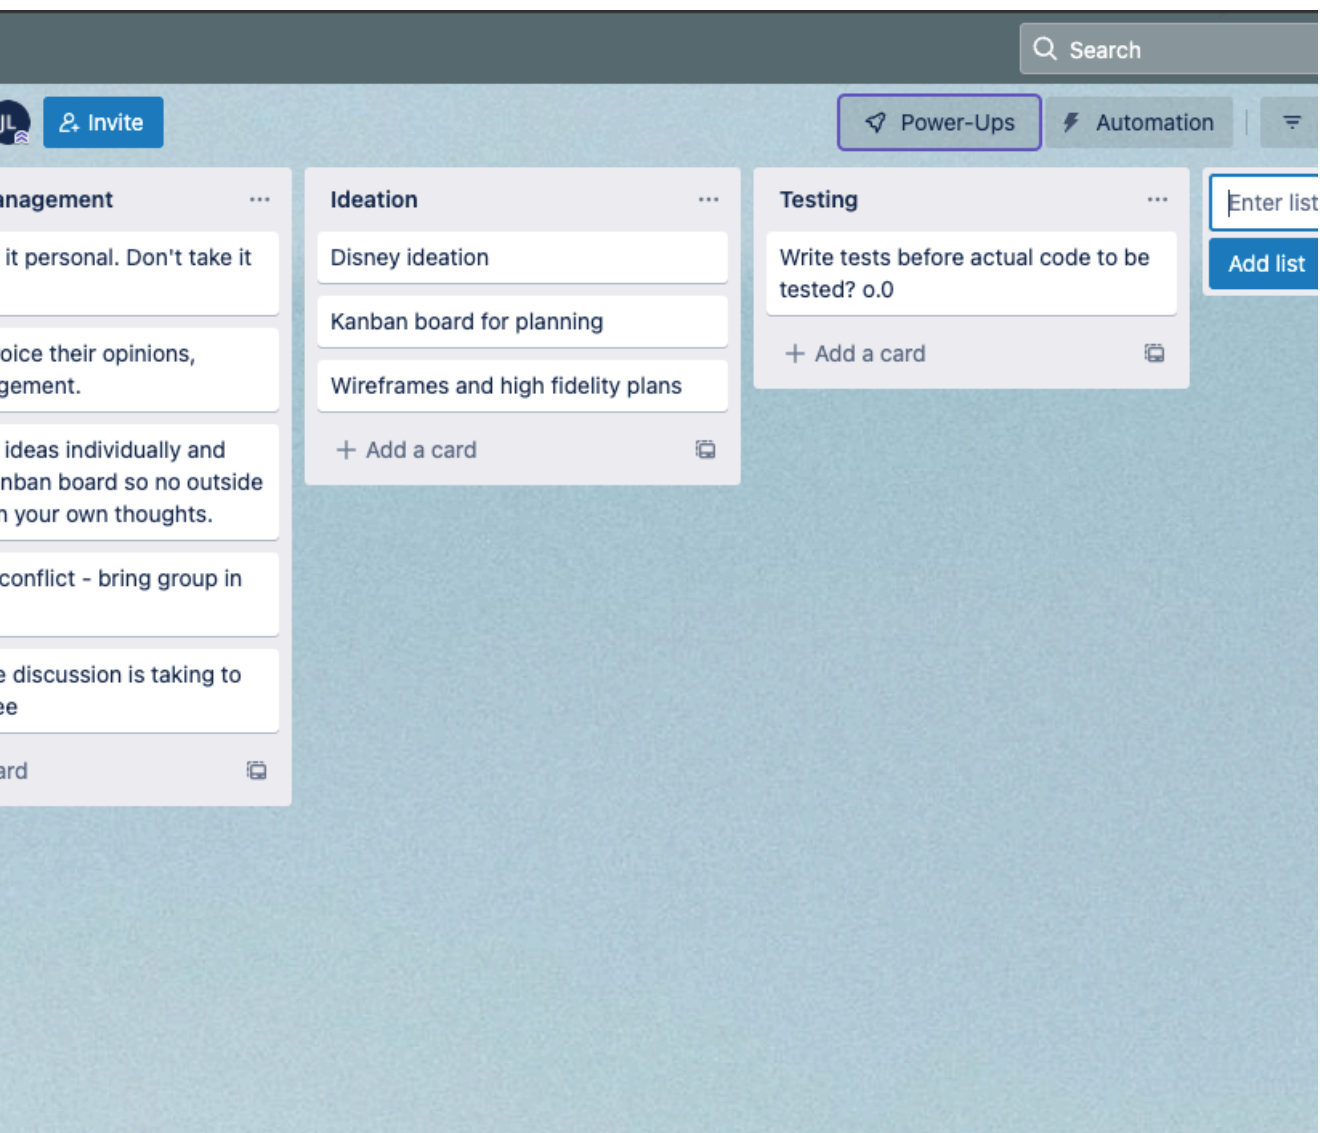 Search
JL
Invite
Power-Ups
Automation
anagement
it personal. Don't take it
oice their opinions,
gement.
ideas individually and
nban board so no outside
n your own thoughts.
conflict - bring group in
e discussion is taking to
ee
ard
Ideation
Disney ideation
Kanban board for planning
Wireframes and high fidelity plans
+ Add a card
Testing
Write tests before actual code to be
tested? o.0
+ Add a card
Enter list
Add list